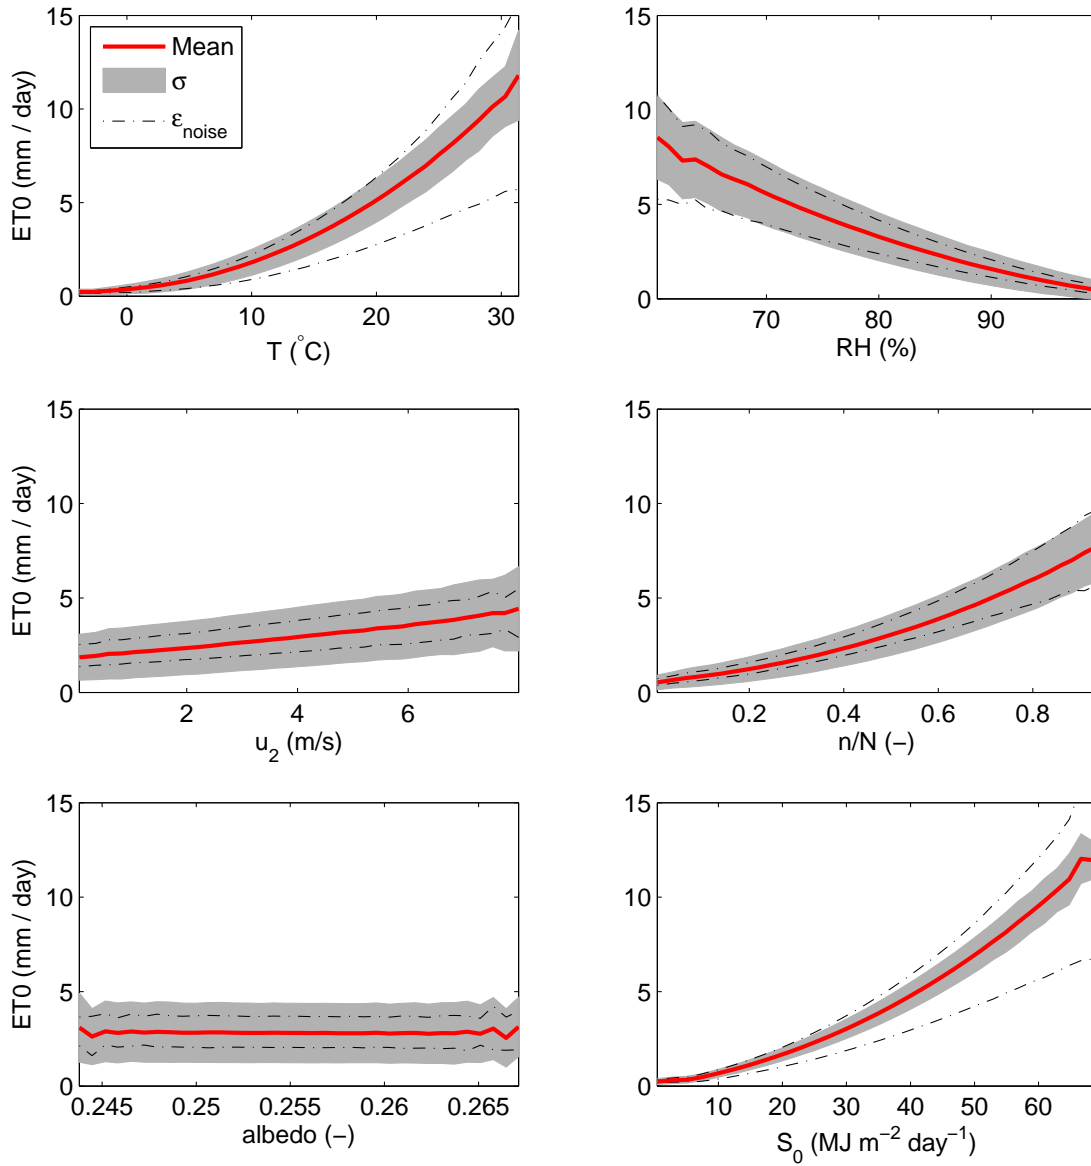 15
10
5
0
ET0 (mm / day)
Mean
σ
ε_noise
0 10 20 30
T (°C)
15
10
5
0
70 80 90
RH (%)
15
10
5
0
ET0 (mm / day)
2 4 6
u_2 (m/s)
15
10
5
0
0.2 0.4 0.6 0.8
n/N (−)
15
10
5
0
ET0 (mm / day)
0.245 0.25 0.255 0.26 0.265
albedo (−)
15
10
5
0
10 20 30 40 50 60
S_0 (MJ m⁻² day⁻¹)